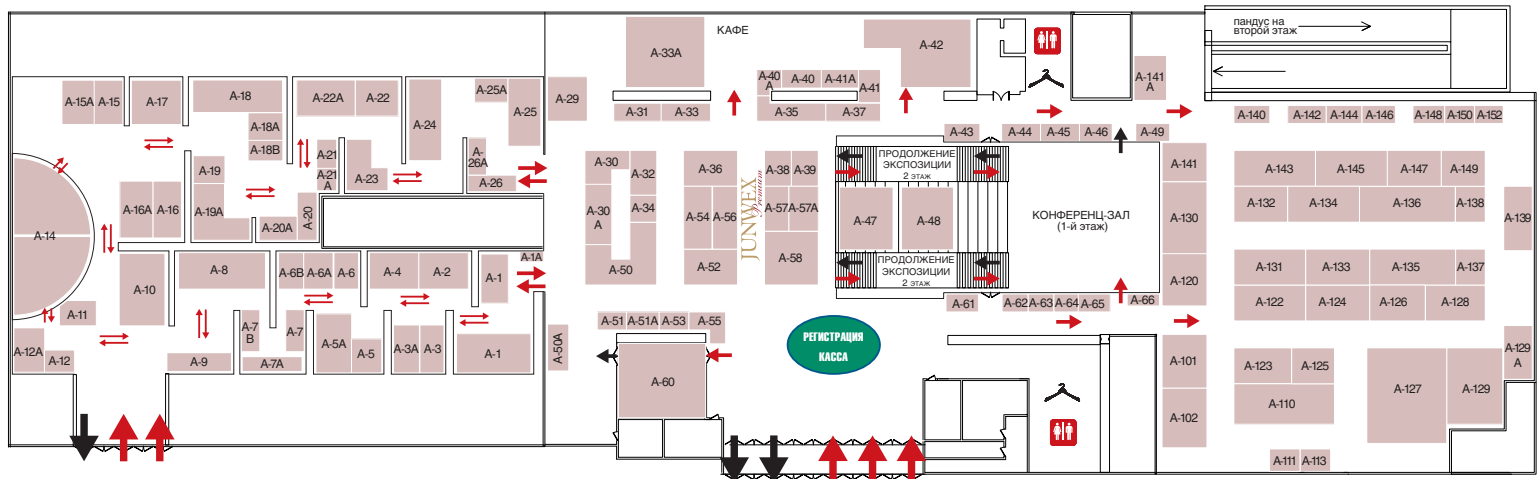 КАФЕ
пандус на
второй этаж
A-33A
A-42
A-141
A
A-15A
A-15
A-17
A-18
A-22A
A-22
A-24
A-25A
A-25
A-29
A-31
A-33
A-40
A
A-40
A-41A
A-41
A-35
A-37
A-18A
A-18B
A-21
A-21
A
A-23
A-26
A-26A
A-43
A-44
A-45
A-46
A-49
A-140
A-142
A-144
A-146
A-148
A-150
A-152
A-19
A-19A
A-16A
A-16
A-20A
A-20
A-14
A-30
A-32
A-30
A
A-34
A-50
A-36
A-54
A-56
A-52
JUNWEX
Premium
A-38
A-39
A-57
A-57A
A-58
ПРОДОЛЖЕНИЕ
ЭКСПОЗИЦИИ
2 ЭТАЖ
A-47
A-48
ПРОДОЛЖЕНИЕ
ЭКСПОЗИЦИИ
2 ЭТАЖ
КОНФЕРЕНЦ-ЗАЛ
(1-й этаж)
A-141
A-130
A-120
A-143
A-145
A-147
A-149
A-132
A-134
A-136
A-138
A-139
A-131
A-133
A-135
A-137
A-122
A-124
A-126
A-128
A-10
A-8
A-6B
A-6A
A-6
A-4
A-2
A-1
A-1A
A-11
A-12A
A-12
A-9
A-7
B
A-7A
A-7
A-5A
A-5
A-3A
A-3
A-1
A-50A
A-51
A-51A
A-53
A-55
A-60
РЕГИСТРАЦИЯ
КАССА
A-61
A-62
A-63
A-64
A-65
A-66
A-101
A-102
A-123
A-125
A-110
A-127
A-129
A-129
A
A-111
A-113